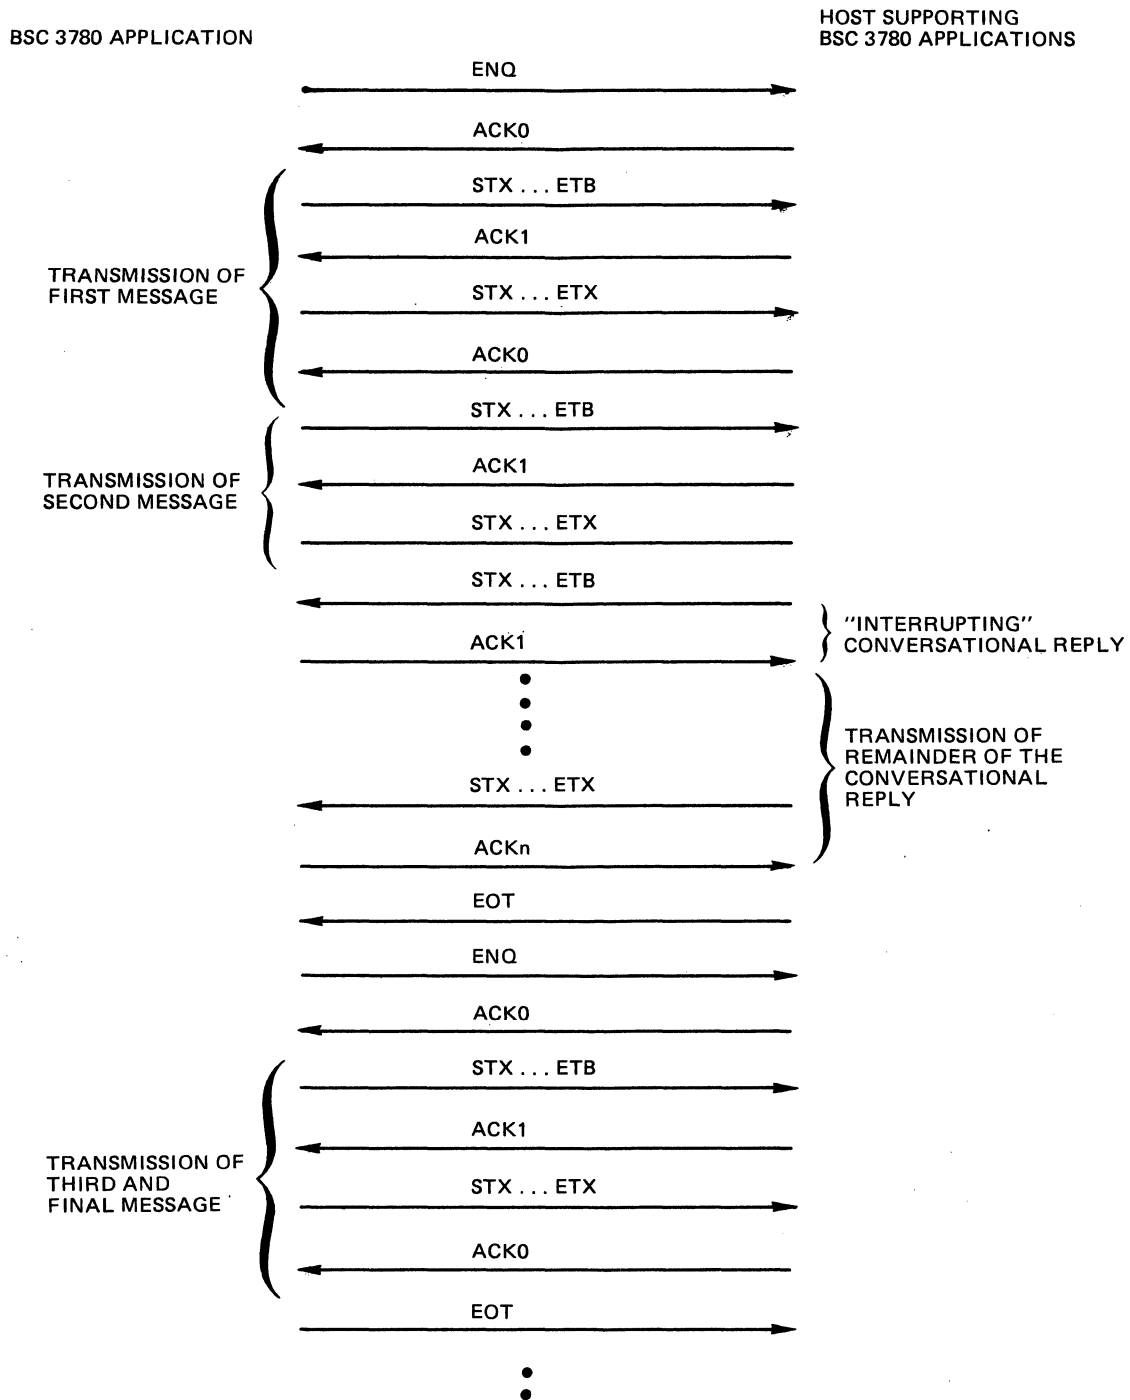 HOST SUPPORTING
BSC 3780 APPLICATION
BSC 3780 APPLICATIONS
ENQ
ACK0
STX . . . ETB
ACK1
TRANSMISSION OF
FIRST MESSAGE
STX . . . ETX
ACK0
STX . . . ETB
ACK1
TRANSMISSION OF
SECOND MESSAGE
STX . . . ETX
STX . . . ETB
"INTERRUPTING"
CONVERSATIONAL REPLY
ACK1
TRANSMISSION OF
REMAINDER OF THE
CONVERSATIONAL
REPLY
STX . . . ETX
ACKn
EOT
ENQ
ACK0
STX . . . ETB
ACK1
TRANSMISSION OF
THIRD AND
FINAL MESSAGE
STX . . . ETX
ACK0
EOT